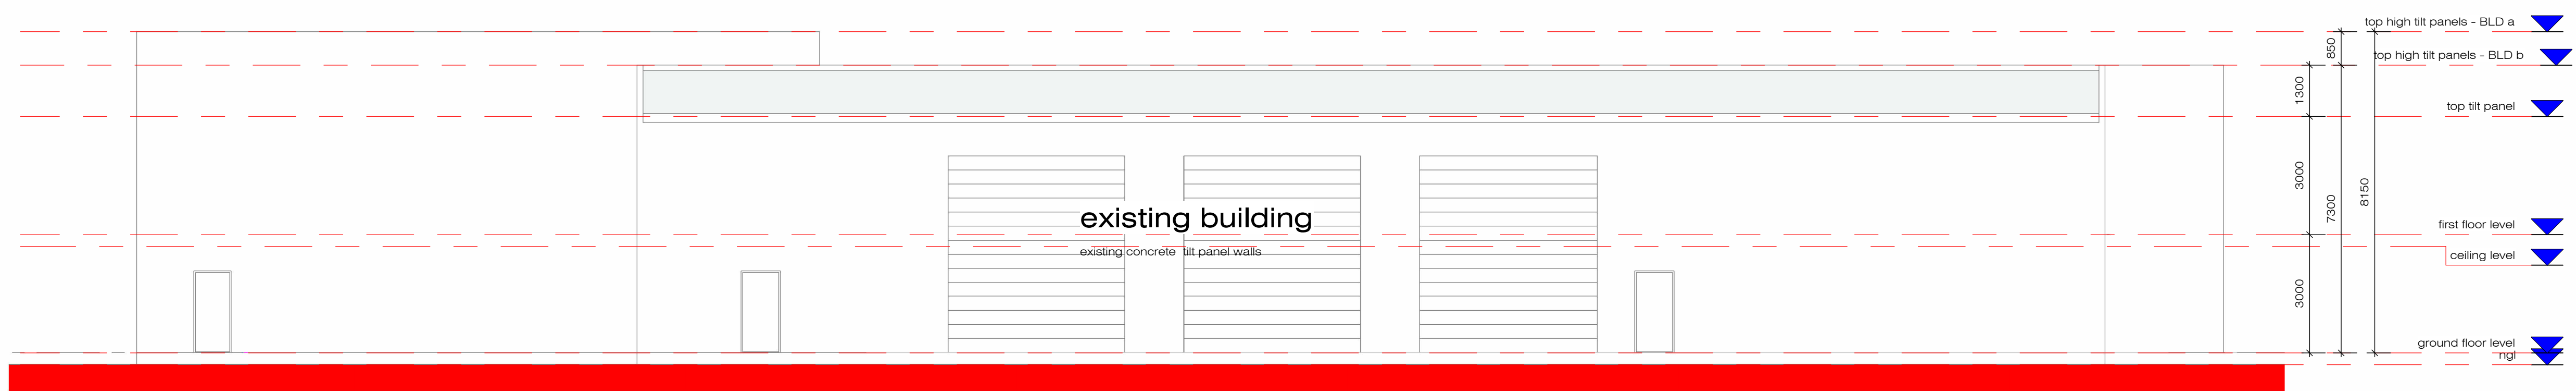 top high tilt panels - BLD a
850
top high tilt panels - BLD b
1300
top tilt panel
3000
8150
7300
existing building
first floor level
existing concrete tilt panel walls
ceiling level
3000
ground floor level
ngl